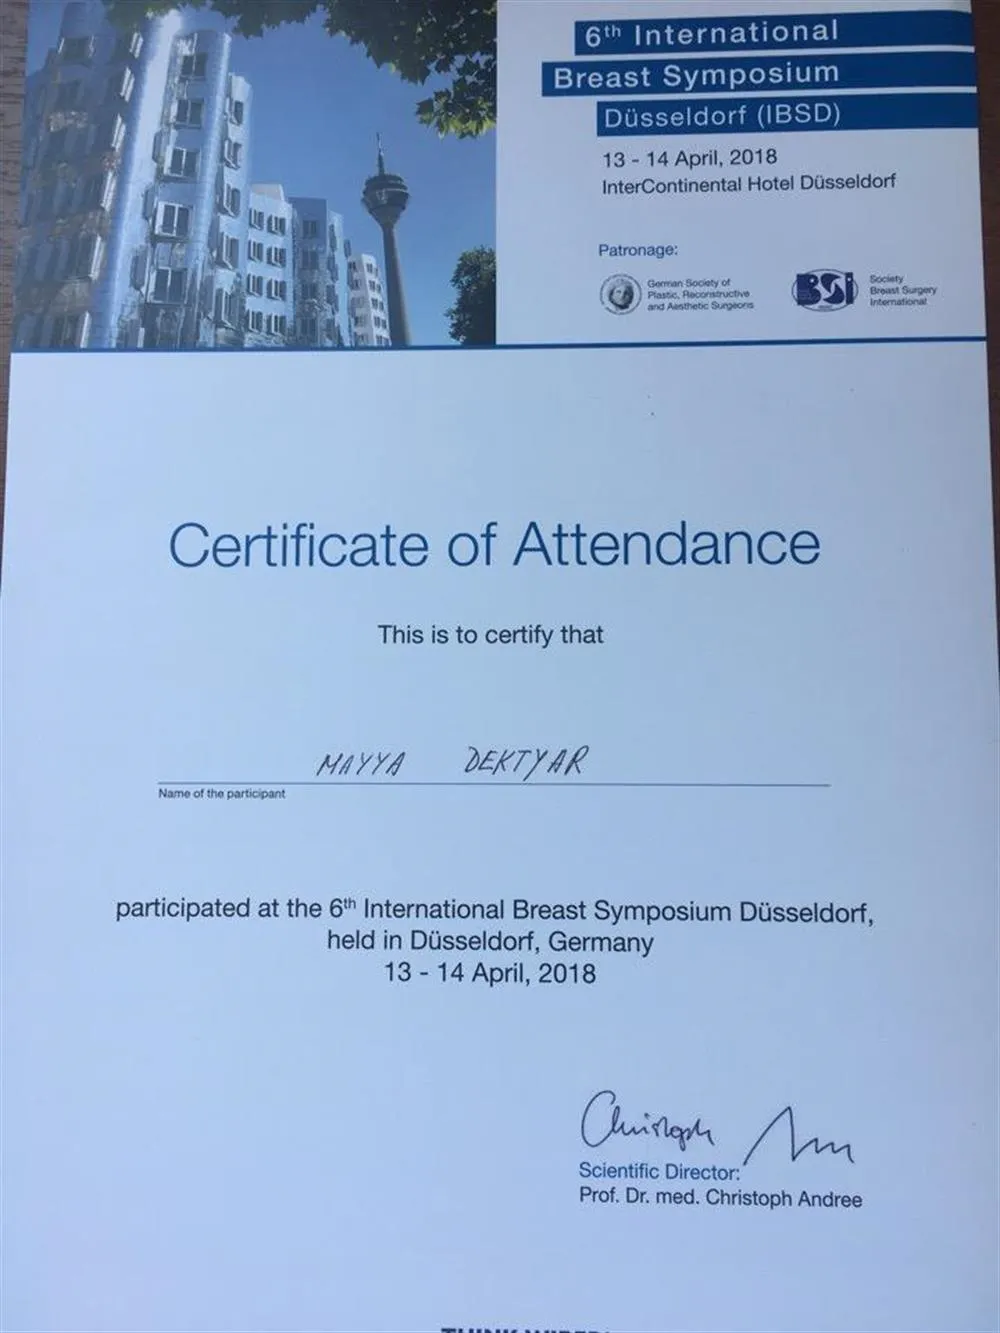 6th International
Breast Symposium
Düsseldorf (IBSD)
13 - 14 April, 2018
InterContinental Hotel Düsseldorf
Patronage:
German Society of
Plastic, Reconstructive
and Aesthetic Surgeons
BSI
Society
Breast Surgery
International
Certificate of Attendance
This is to certify that
MAYYA DEKTYAR
Name of the participant
participated at the 6th International Breast Symposium Düsseldorf,
held in Düsseldorf, Germany
13 - 14 April, 2018
Christoph
Scientific Director:
Prof. Dr. med. Christoph Andree